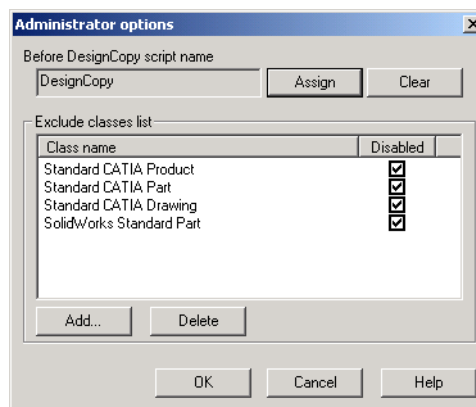 Administrator options
Before DesignCopy script name
DesignCopy Assign Clear
Exclude classes list
Class name Disabled
Standard CATIA Product
Standard CATIA Part
Standard CATIA Drawing
SolidWorks Standard Part
Add... Delete
OK Cancel Help